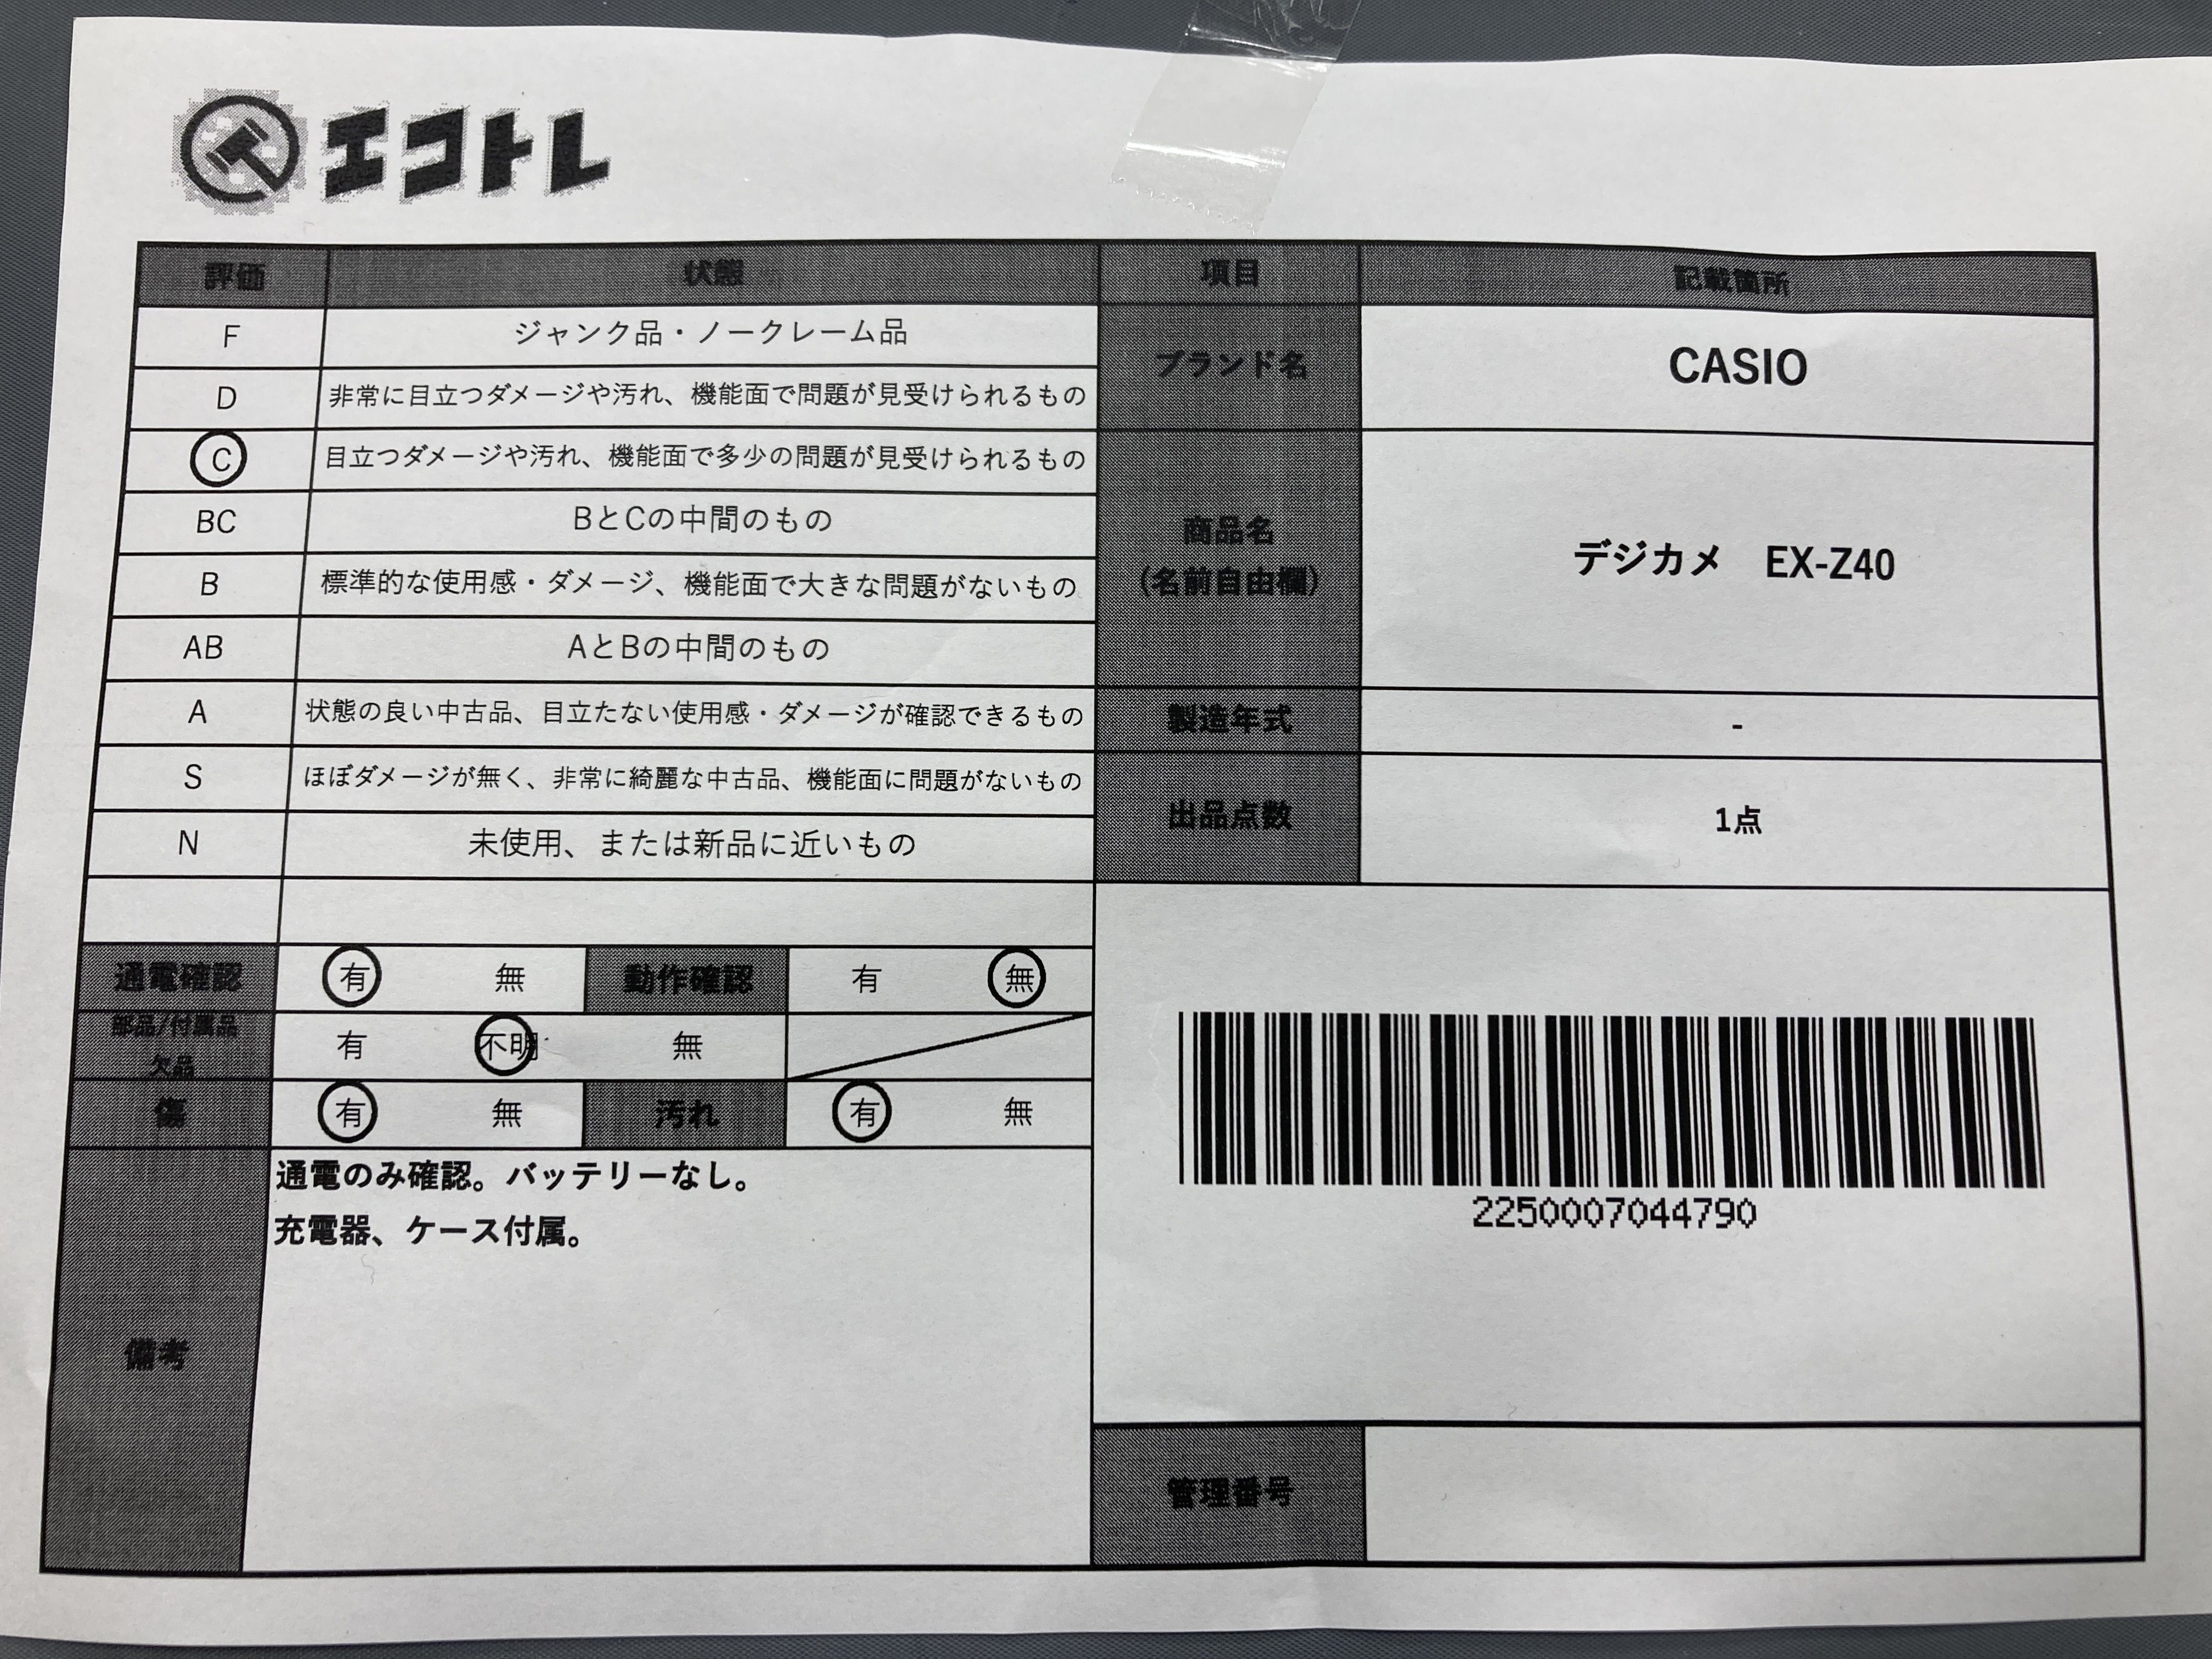 エコトレ
評価 状態 項目 記載箇所
F ジャンク品・ノークレーム品
ブランド名 CASIO
D 非常に目立つダメージや汚れ、機能面で問題が見受けられるもの
C 目立つダメージや汚れ、機能面で多少の問題が見受けられるもの
BC BとCの中間のもの
商品名
(名前自由欄)
デジカメ EX-Z40
B 標準的な使用感・ダメージ、機能面で大きな問題がないもの
AB AとBの中間のもの
A 状態の良い中古品、目立たない使用感・ダメージが確認できるもの
製造年式 -
S ほぼダメージが無く、非常に綺麗な中古品、機能面に問題がないもの
出品点数 1点
N 未使用、または新品に近いもの
通電確認 有 無 動作確認 有 無
部品/付属品
欠品
有 不明 無
傷 有 無 汚れ 有 無
備考
通電のみ確認。バッテリーなし。
充電器、ケース付属。
2250007044790
管理番号